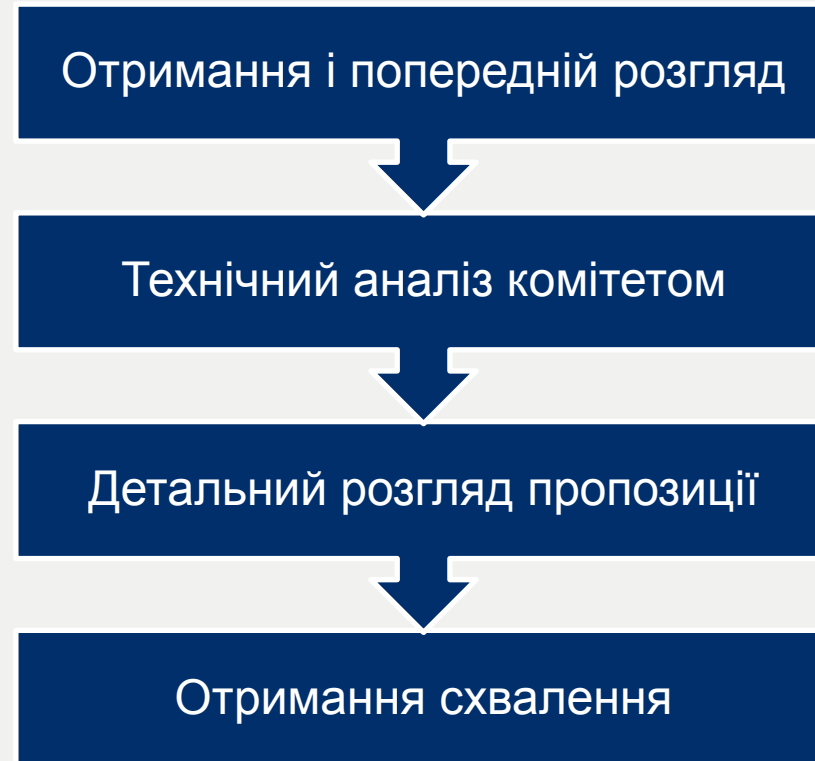 Отримання і попередній розгляд
Технічний аналіз комітетом
Детальний розгляд пропозиції
Отримання схвалення